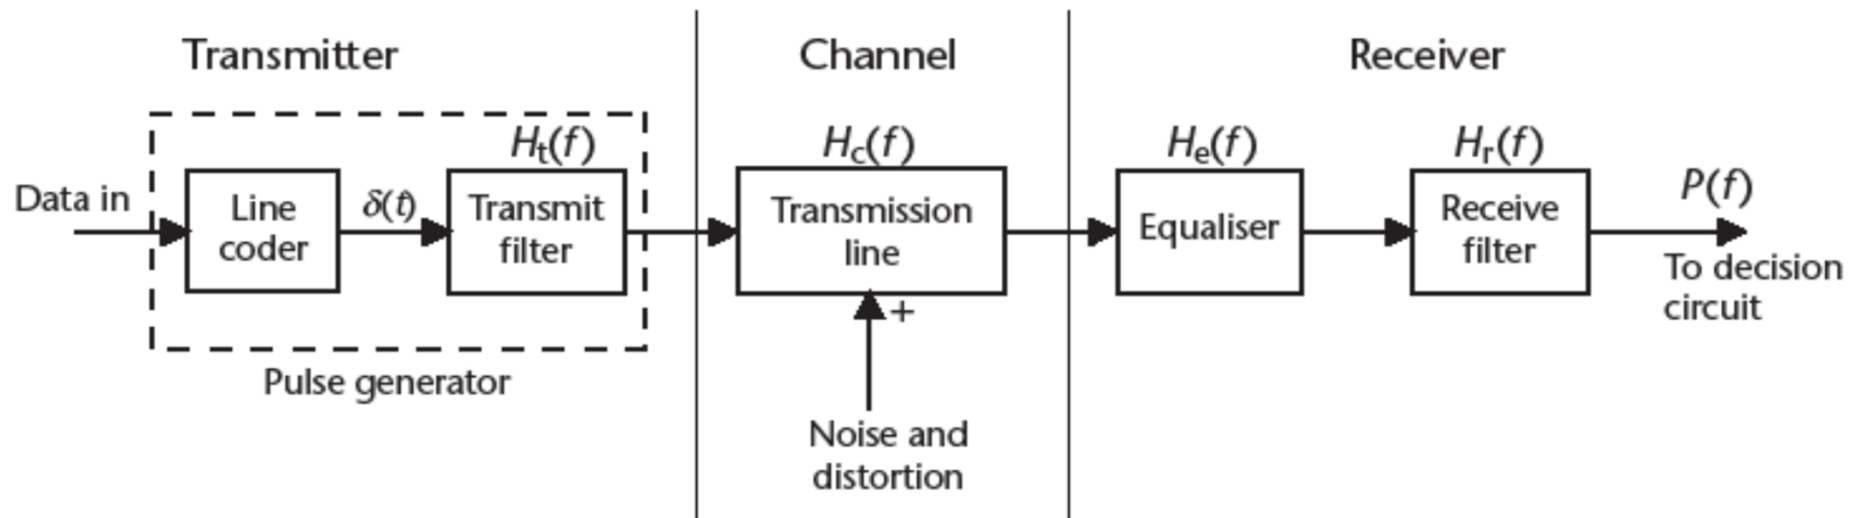 Transmitter
Channel
Receiver
Hₜ(f)
H_c(f)
Hₑ(f)
Hᵣ(f)
Data in
Line
coder
δ(t)
Transmit
filter
Transmission
line
Equaliser
Receive
filter
P(f)
To decision
circuit
+
Pulse generator
Noise and
distortion